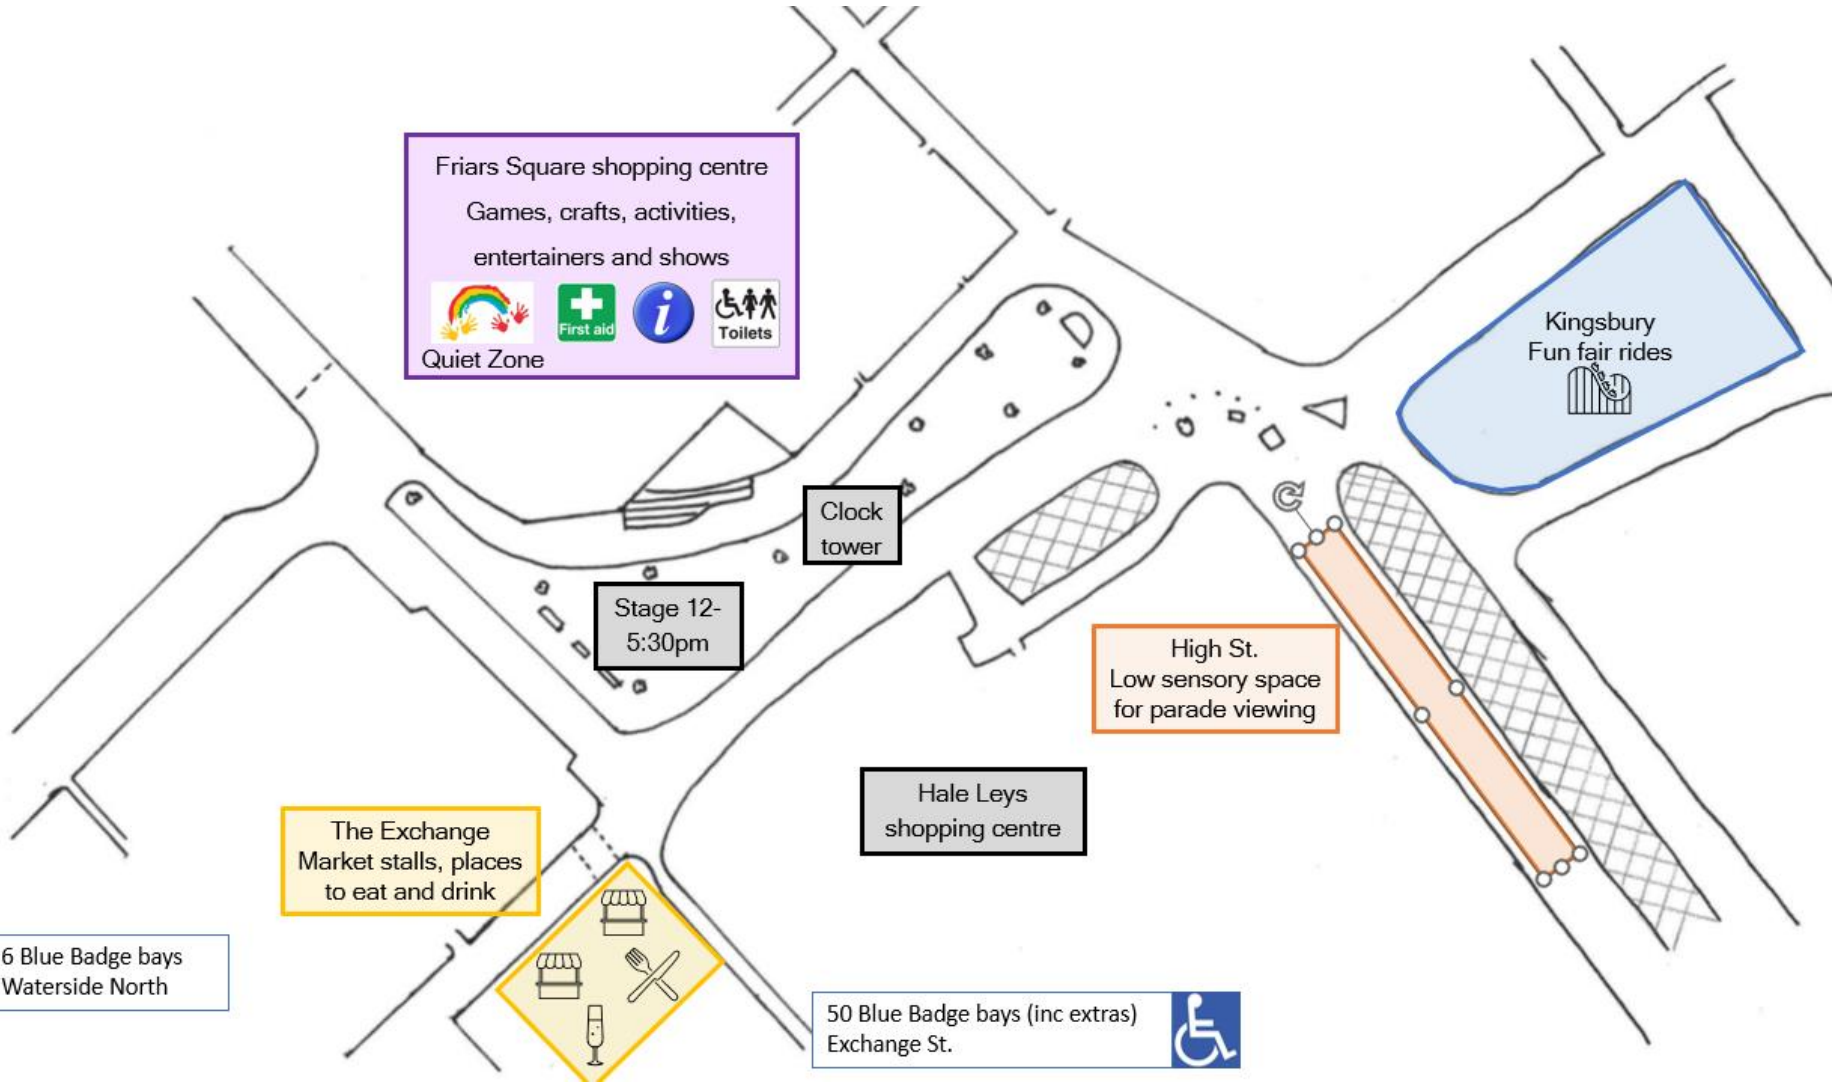 Friars Square shopping centre
Games, crafts, activities,
entertainers and shows
First aid
i
Toilets
Quiet Zone
Kingsbury
Fun fair rides
Clock
tower
Stage 12-
5:30pm
High St.
Low sensory space
for parade viewing
Hale Leys
shopping centre
The Exchange
Market stalls, places
to eat and drink
6 Blue Badge bays
Waterside North
50 Blue Badge bays (inc extras)
Exchange St.